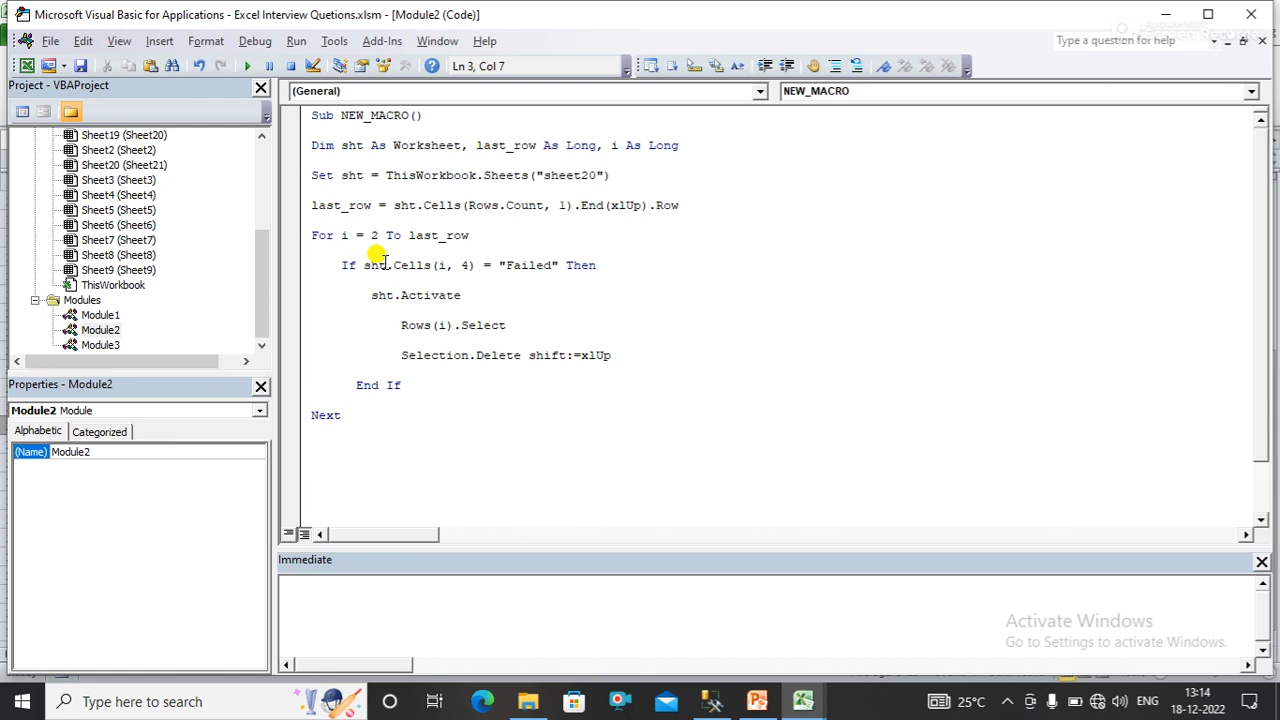 Microsoft Visual Basic for Applications - Excel Interview Quetions.xlsm - [Module2 (Code)]
File Edit View Insert Format Debug Run Tools Add-Ins Window Help
Type a question for help
Ln 3, Col 7
Project - VBAProject
(General)
NEW_MACRO
Sheet19 (Sheet20)
Sheet2 (Sheet2)
Sheet20 (Sheet21)
Sheet3 (Sheet3)
Sheet4 (Sheet4)
Sheet5 (Sheet5)
Sheet6 (Sheet6)
Sheet7 (Sheet7)
Sheet8 (Sheet8)
Sheet9 (Sheet9)
ThisWorkbook
Modules
Module1
Module2
Module3
Properties - Module2
Module2 Module
Alphabetic Categorized
(Name) Module2
Sub NEW_MACRO()
Dim sht As Worksheet, last_row As Long, i As Long
Set sht = ThisWorkbook.Sheets("sheet20")
last_row = sht.Cells(Rows.Count, 1).End(xlUp).Row
For i = 2 To last_row
If sht.Cells(i, 4) = "Failed" Then
sht.Activate
Rows(i).Select
Selection.Delete shift:=xlUp
End If
Next
Immediate
Activate Windows
Go to Settings to activate Windows.
Type here to search
25°C
ENG
13:14
18-12-2022